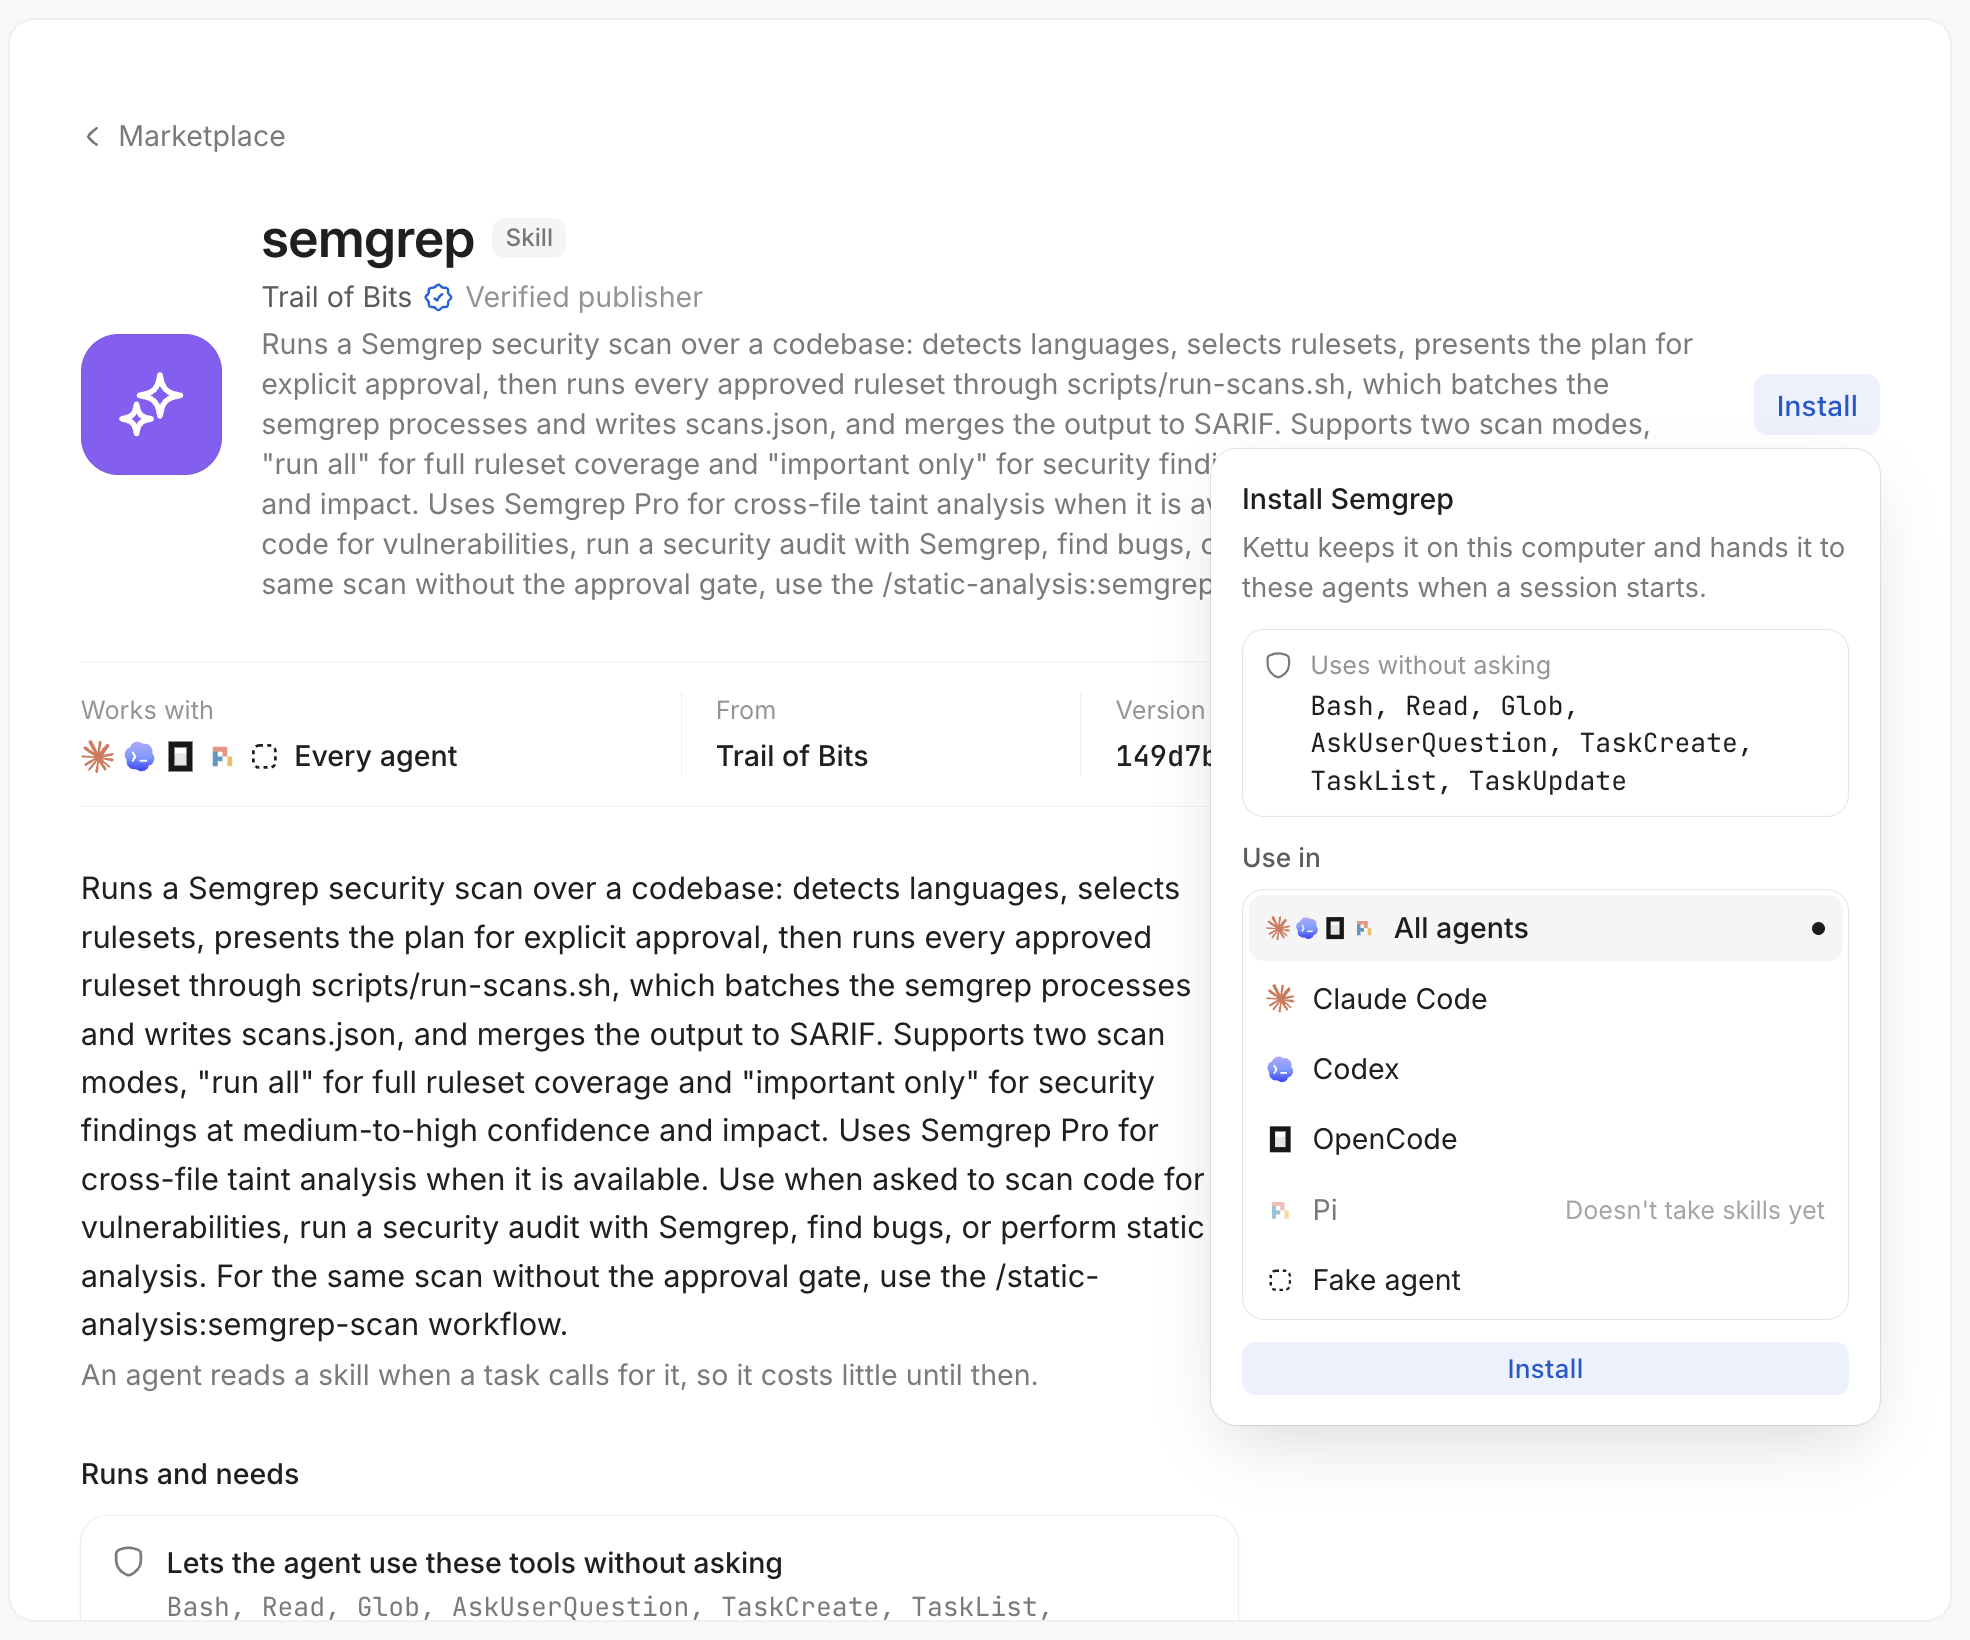 Marketplace
semgrep Skill
Trail of Bits Verified publisher
Runs a Semgrep security scan over a codebase: detects languages, selects rulesets, presents the plan for
explicit approval, then runs every approved ruleset through scripts/run-scans.sh, which batches the
semgrep processes and writes scans.json, and merges the output to SARIF. Supports two scan modes,
"run all" for full ruleset coverage and "important only" for security
and impact. Uses Semgrep Pro for cross-file taint analysis when it is
code for vulnerabilities, run a security audit with Semgrep, find bugs,
same scan without the approval gate, use the /static-analysis:semgrep
Install
Works with
Every agent
From
Trail of Bits
Version
149d7
Runs a Semgrep security scan over a codebase: detects languages, selects
rulesets, presents the plan for explicit approval, then runs every approved
ruleset through scripts/run-scans.sh, which batches the semgrep processes
and writes scans.json, and merges the output to SARIF. Supports two scan
modes, "run all" for full ruleset coverage and "important only" for security
findings at medium-to-high confidence and impact. Uses Semgrep Pro for
cross-file taint analysis when it is available. Use when asked to scan code for
vulnerabilities, run a security audit with Semgrep, find bugs, or perform static
analysis. For the same scan without the approval gate, use the /static-
analysis:semgrep-scan workflow.
An agent reads a skill when a task calls for it, so it costs little until then.
Runs and needs
Lets the agent use these tools without asking
Bash, Read, Glob, AskUserQuestion, TaskCreate, TaskList,
Install Semgrep
Kettu keeps it on this computer and hands it to
these agents when a session starts.
Uses without asking
Bash, Read, Glob,
AskUserQuestion, TaskCreate,
TaskList, TaskUpdate
Use in
All agents
Claude Code
Codex
OpenCode
Pi Doesn't take skills yet
Fake agent
Install